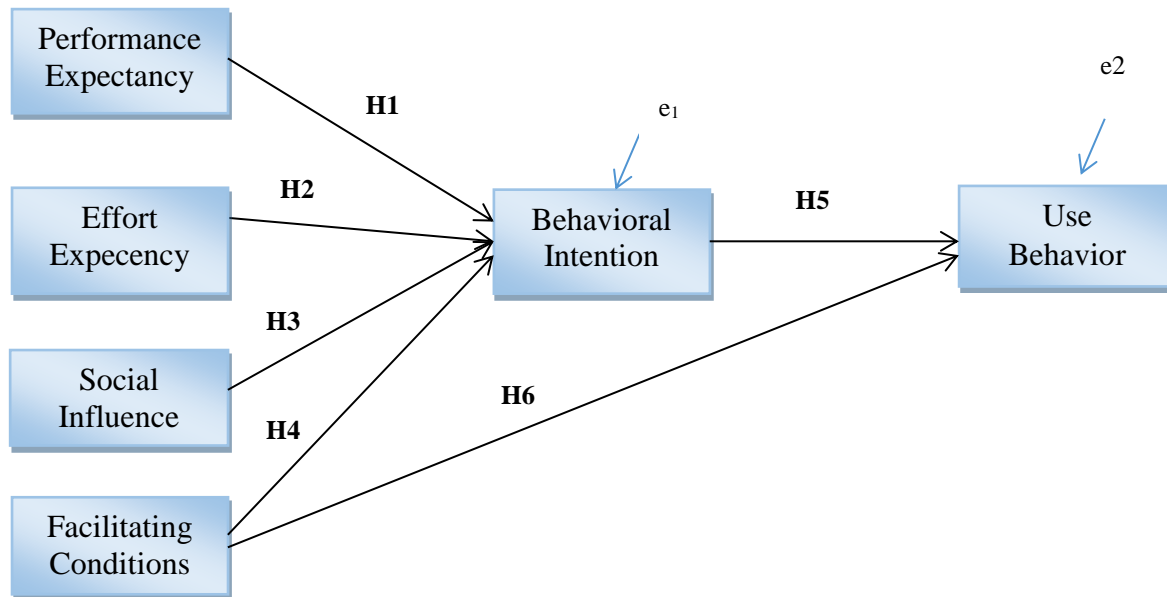 Performance
Expectancy
H1
e1
e2
Effort
Expecency
H2
Behavioral
Intention
H5
Use
Behavior
H3
Social
Influence
H6
H4
Facilitating
Conditions